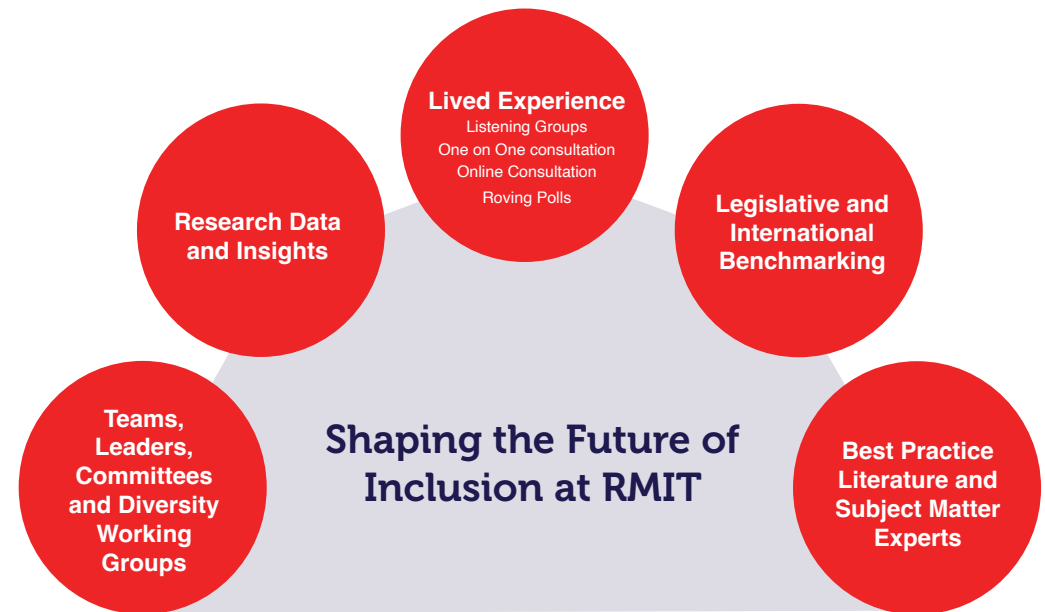 Lived Experience
Listening Groups
One on One consultation
Online Consultation
Roving Polls
Research Data
and Insights
Legislative and
International
Benchmarking
Teams,
Leaders,
Committees
and Diversity
Working
Groups
Shaping the Future of
Inclusion at RMIT
Best Practice
Literature and
Subject Matter
Experts